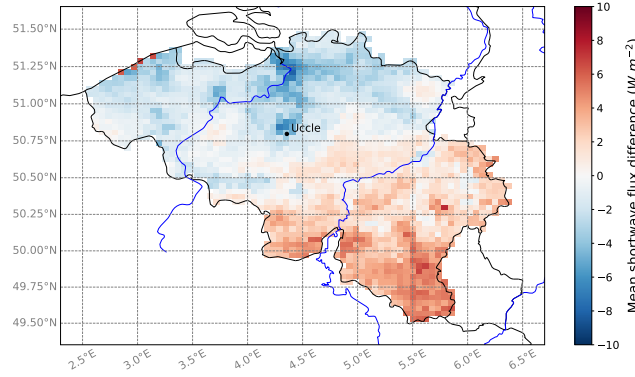 51.50°N
51.25°N
51.00°N
50.75°N
50.50°N
50.25°N
50.00°N
49.75°N
49.50°N
2.5°E
3.0°E
3.5°E
4.0°E
4.5°E
5.0°E
5.5°E
6.0°E
6.5°E
Uccle
10
8
6
4
2
0
−2
−4
−6
−8
−10
Mean shortwave flux difference (W m⁻²)